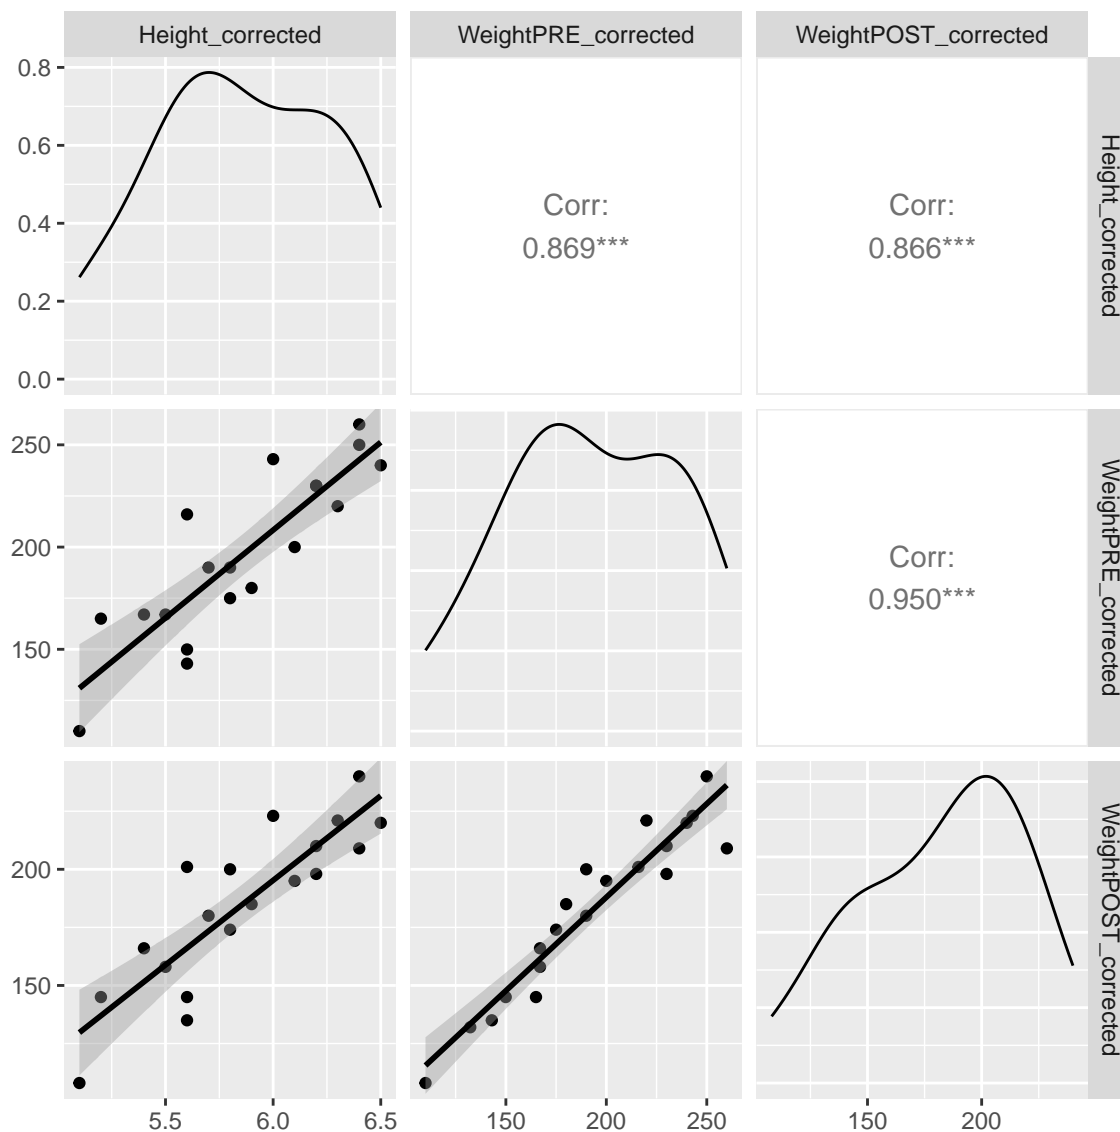 Height_corrected
WeightPRE_corrected
WeightPOST_corrected
0.8
0.6
0.4
0.2
0.0
Corr:
0.869***
Corr:
0.866***
Height_corrected
250
200
150
Corr:
0.950***
WeightPRE_corrected
200
150
WeightPOST_corrected
5.5 6.0 6.5
150 200 250
150 200